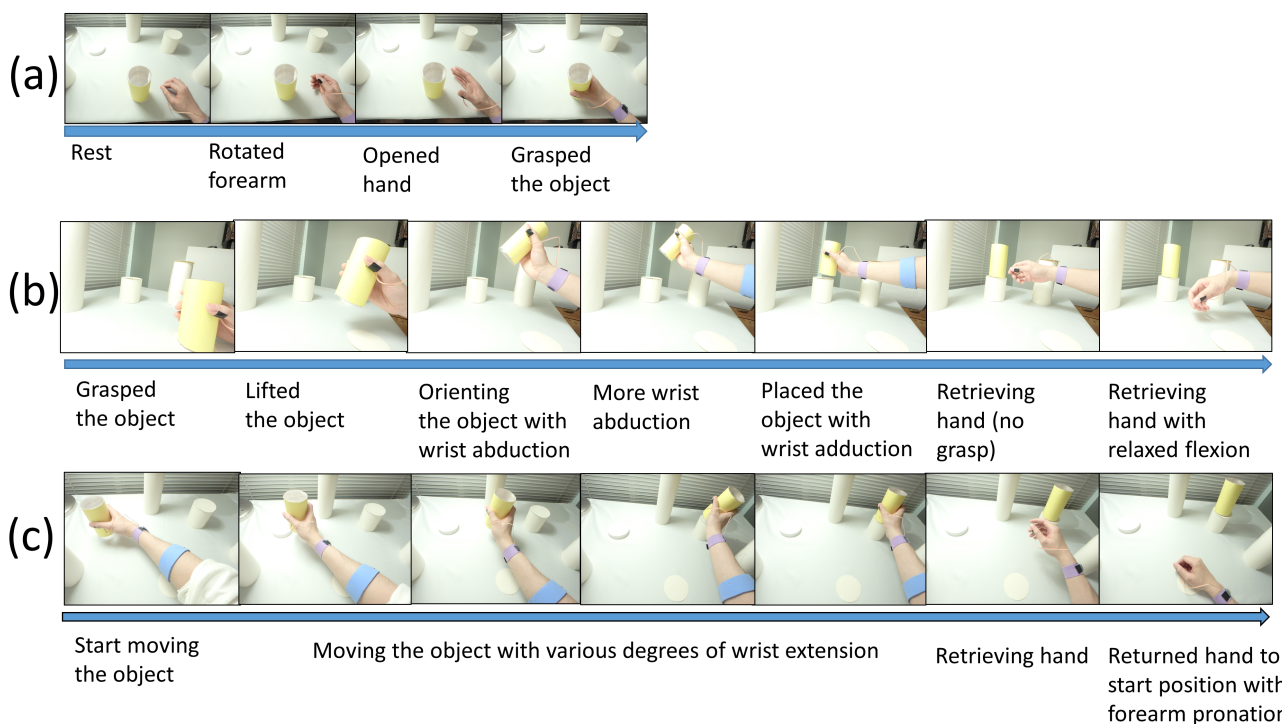 (a)
Rest
Rotated
forearm
Opened
hand
Grasped
the object
(b)
Grasped
the object
Lifted
the object
Orienting
the object with
wrist abduction
More wrist
abduction
Placed the
object with
wrist adduction
Retrieving
hand (no
grasp)
Retrieving
hand with
relaxed flexion
(c)
Start moving
the object
Moving the object with various degrees of wrist extension
Retrieving hand
Returned hand to
start position with
forearm pronation